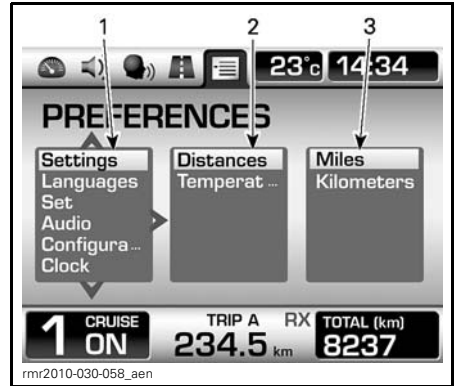 1 2 3
23°c 14:34
PREFERENCES
Settings
Languages
Set
Audio
Configura...
Clock
Distances
Temperat ...
Miles
Kilometers
1 CRUISE ON
TRIP A
234.5 km
RX
TOTAL (km)
8237
rmr2010-030-058_aen